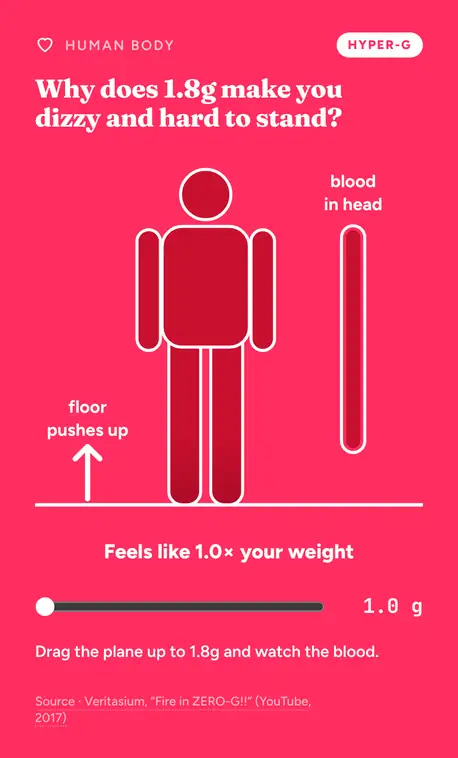 HUMAN BODY
HYPER-G
Why does 1.8g make you
dizzy and hard to stand?
blood
in head
floor
pushes up
Feels like 1.0× your weight
1.0 g
Drag the plane up to 1.8g and watch the blood.
Source · Veritasium, “Fire in ZERO-G!!” (YouTube,
2017)